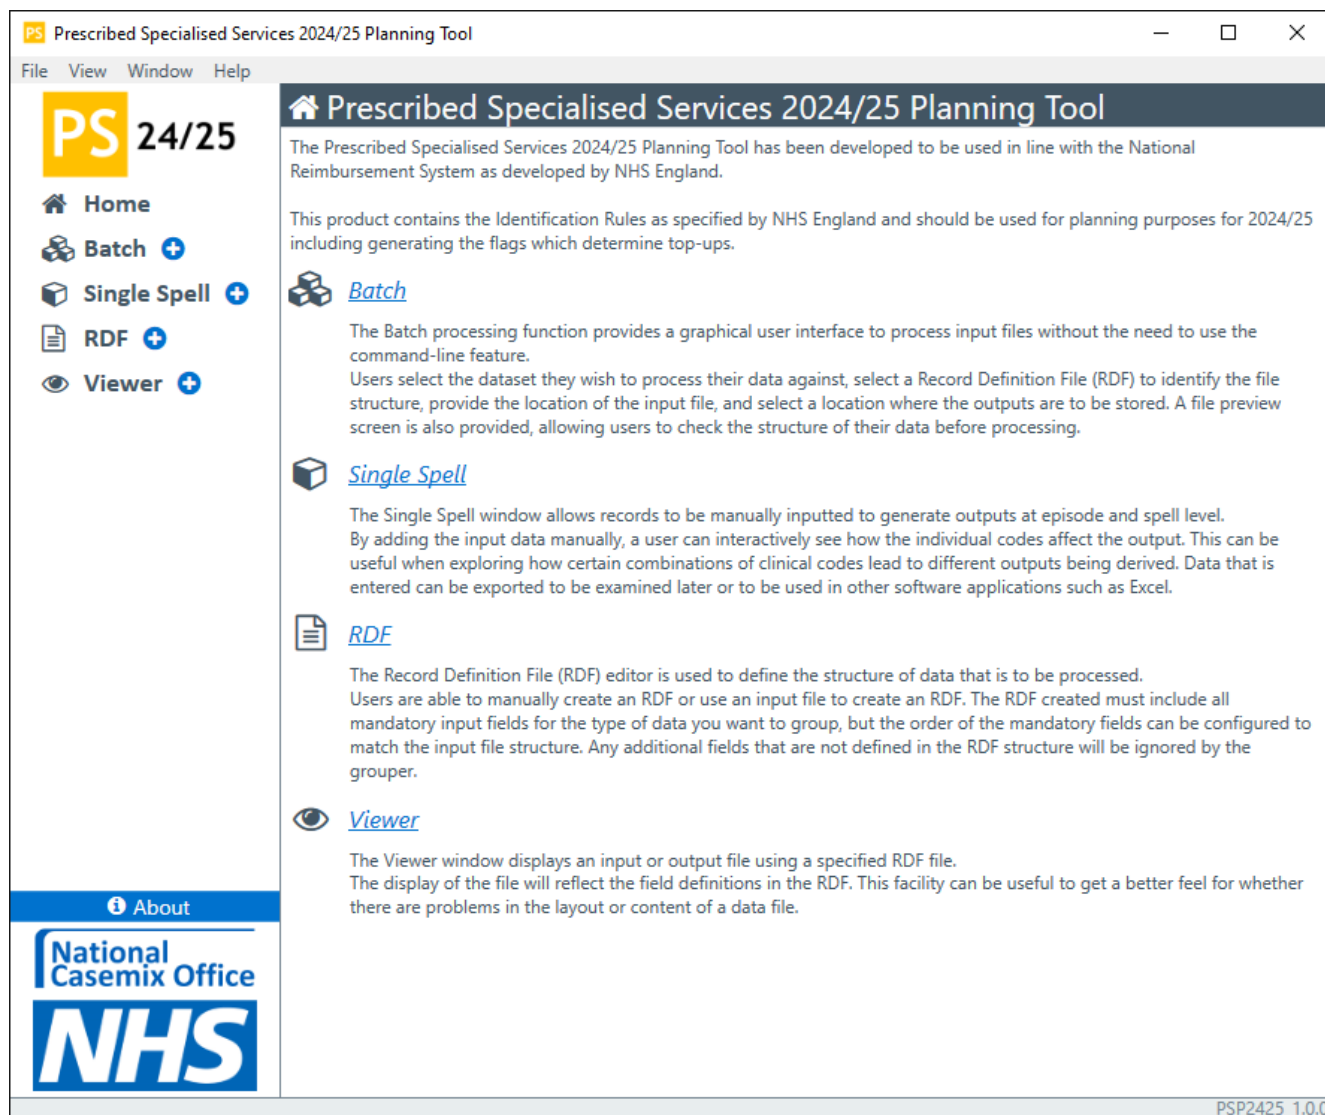 PS Prescribed Specialised Services 2024/25 Planning Tool
File View Window Help
PS 24/25
Home
Batch
Single Spell
RDF
Viewer
About
National
Casemix Office
NHS
Prescribed Specialised Services 2024/25 Planning Tool
The Prescribed Specialised Services 2024/25 Planning Tool has been developed to be used in line with the National
Reimbursement System as developed by NHS England.
This product contains the Identification Rules as specified by NHS England and should be used for planning purposes for 2024/25
including generating the flags which determine top-ups.
Batch
The Batch processing function provides a graphical user interface to process input files without the need to use the
command-line feature.
Users select the dataset they wish to process their data against, select a Record Definition File (RDF) to identify the file
structure, provide the location of the input file, and select a location where the outputs are to be stored. A file preview
screen is also provided, allowing users to check the structure of their data before processing.
Single Spell
The Single Spell window allows records to be manually inputted to generate outputs at episode and spell level.
By adding the input data manually, a user can interactively see how the individual codes affect the output. This can be
useful when exploring how certain combinations of clinical codes lead to different outputs being derived. Data that is
entered can be exported to be examined later or to be used in other software applications such as Excel.
RDF
The Record Definition File (RDF) editor is used to define the structure of data that is to be processed.
Users are able to manually create an RDF or use an input file to create an RDF. The RDF created must include all
mandatory input fields for the type of data you want to group, but the order of the mandatory fields can be configured to
match the input file structure. Any additional fields that are not defined in the RDF structure will be ignored by the
grouper.
Viewer
The Viewer window displays an input or output file using a specified RDF file.
The display of the file will reflect the field definitions in the RDF. This facility can be useful to get a better feel for whether
there are problems in the layout or content of a data file.
PSP2425 1.0.0